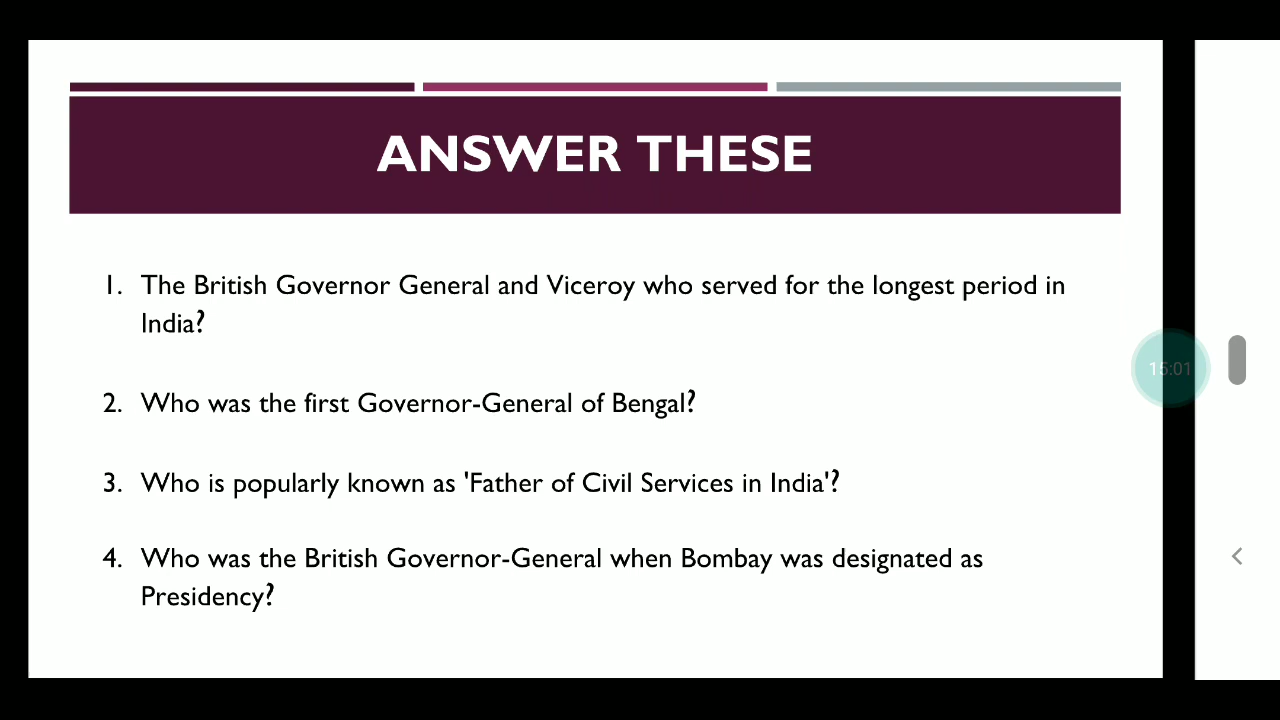 ANSWER THESE
1. The British Governor General and Viceroy who served for the longest period in
India?
2. Who was the first Governor-General of Bengal?
3. Who is popularly known as 'Father of Civil Services in India'?
4. Who was the British Governor-General when Bombay was designated as
Presidency?
15:01